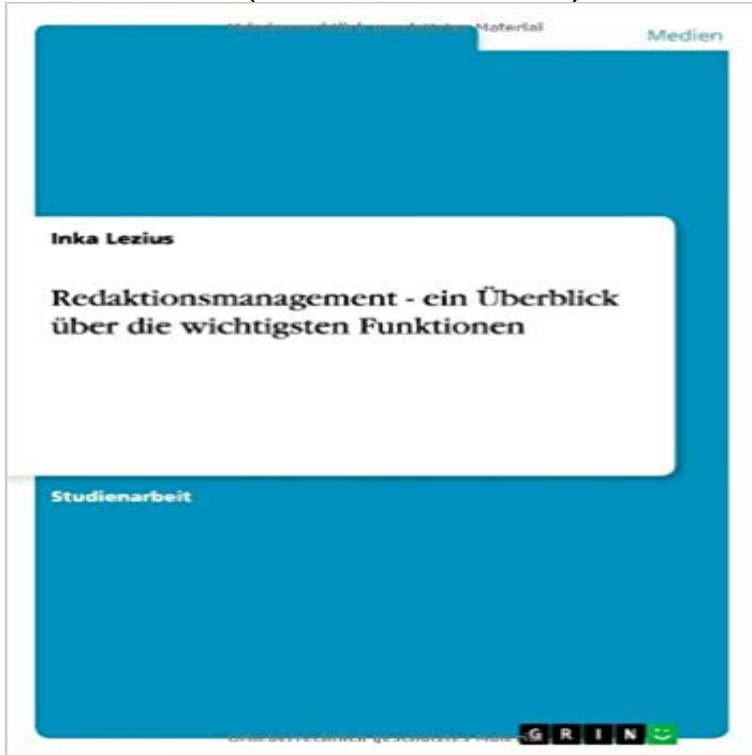 Material
Medien
Inka Lezius
Redaktionsmanagement - ein Überblick
über die wichtigsten Funktionen
Studienarbeit
GRIN